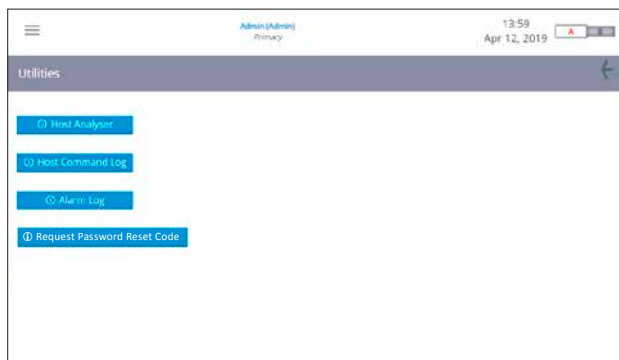 Admin (Admin)
Primary
13:59
Apr 12, 2019
A
Utilities
Host Analyser
Host Command Log
Alarm Log
Request Password Reset Code